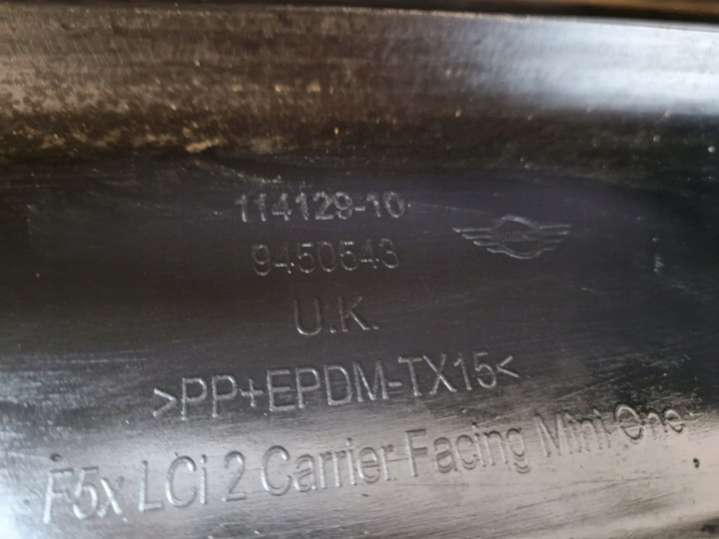 114129-10
9450543
U.K.
>PP+EPDM-TX15<
F5x LCi 2 Carrier Facing Mini One